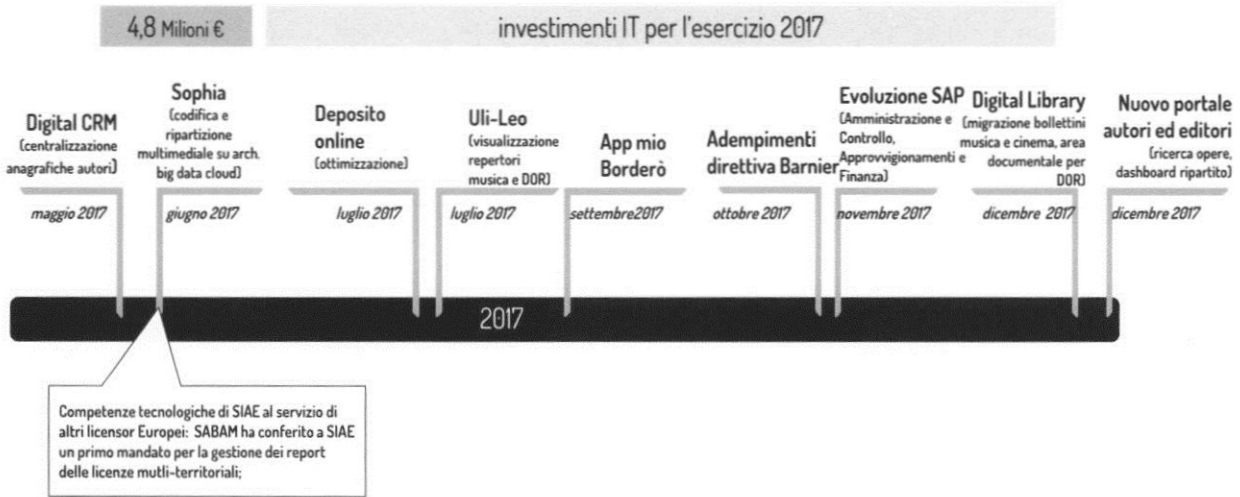 4,8 Milioni €
investimenti IT per l'esercizio 2017
Digital CRM
(centralizzazione
anagrafiche autori)
maggio 2017
Sophia
(codifica e
ripartizione
multimediale su arch.
big data cloud)
giugno 2017
Deposito
online
(ottimizzazione)
luglio 2017
Uli-Leo
(visualizzazione
repertori
musica e DOR)
luglio 2017
App mio
Borderò
settembre2017
Adempimenti
direttiva Barnier
ottobre 2017
Evoluzione SAP
(Amministrazione e
Controllo,
Approvvigionamenti e
Finanza)
novembre2017
Digital Library
(migrazione bollettini
musica e cinema, area
documentale per
DOR)
dicembre 2017
Nuovo portale
autori ed editori
(ricerca opere,
dashboard ripartito)
dicembre 2017
2017
Competenze tecnologiche di SIAE al servizio di
altri licensor Europei: SABAM ha conferito a SIAE
un primo mandato per la gestione dei report
delle licenze mutli-territoriali;